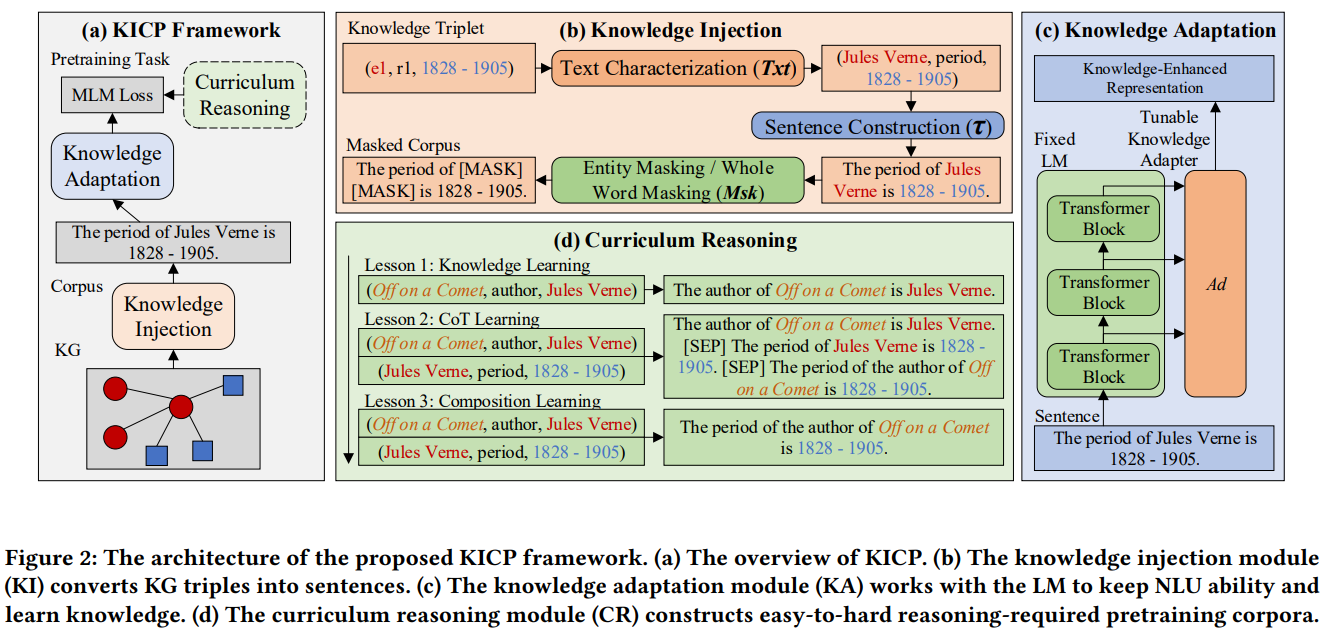 (a) KICP Framework
Pretraining Task
MLM Loss
Curriculum
Reasoning
Knowledge
Adaptation
The period of Jules Verne is
1828 - 1905.
Corpus
Knowledge
Injection
KG
(b) Knowledge Injection
Knowledge Triplet
(e1, r1, 1828 - 1905)
Text Characterization (Txt)
(Jules Verne, period,
1828 - 1905)
Sentence Construction (τ)
Masked Corpus
The period of [MASK]
[MASK] is 1828 - 1905.
Entity Masking / Whole
Word Masking (Msk)
The period of Jules
Verne is 1828 - 1905.
(d) Curriculum Reasoning
Lesson 1: Knowledge Learning
(Off on a Comet, author, Jules Verne)
The author of Off on a Comet is Jules Verne.
Lesson 2: CoT Learning
(Off on a Comet, author, Jules Verne)
(Jules Verne, period, 1828 - 1905)
The author of Off on a Comet is Jules Verne.
[SEP] The period of Jules Verne is 1828 -
1905. [SEP] The period of the author of Off
on a Comet is 1828 - 1905.
Lesson 3: Composition Learning
(Off on a Comet, author, Jules Verne)
(Jules Verne, period, 1828 - 1905)
The period of the author of Off on a Comet
is 1828 - 1905.
(c) Knowledge Adaptation
Knowledge-Enhanced
Representation
Tunable
Knowledge
Adapter
Fixed
LM
Transformer
Block
Transformer
Block
Transformer
Block
Ad
Sentence
The period of Jules Verne is
1828 - 1905.
Figure 2: The architecture of the proposed KICP framework. (a) The overview of KICP. (b) The knowledge injection module
(KI) converts KG triples into sentences. (c) The knowledge adaptation module (KA) works with the LM to keep NLU ability and
learn knowledge. (d) The curriculum reasoning module (CR) constructs easy-to-hard reasoning-required pretraining corpora.